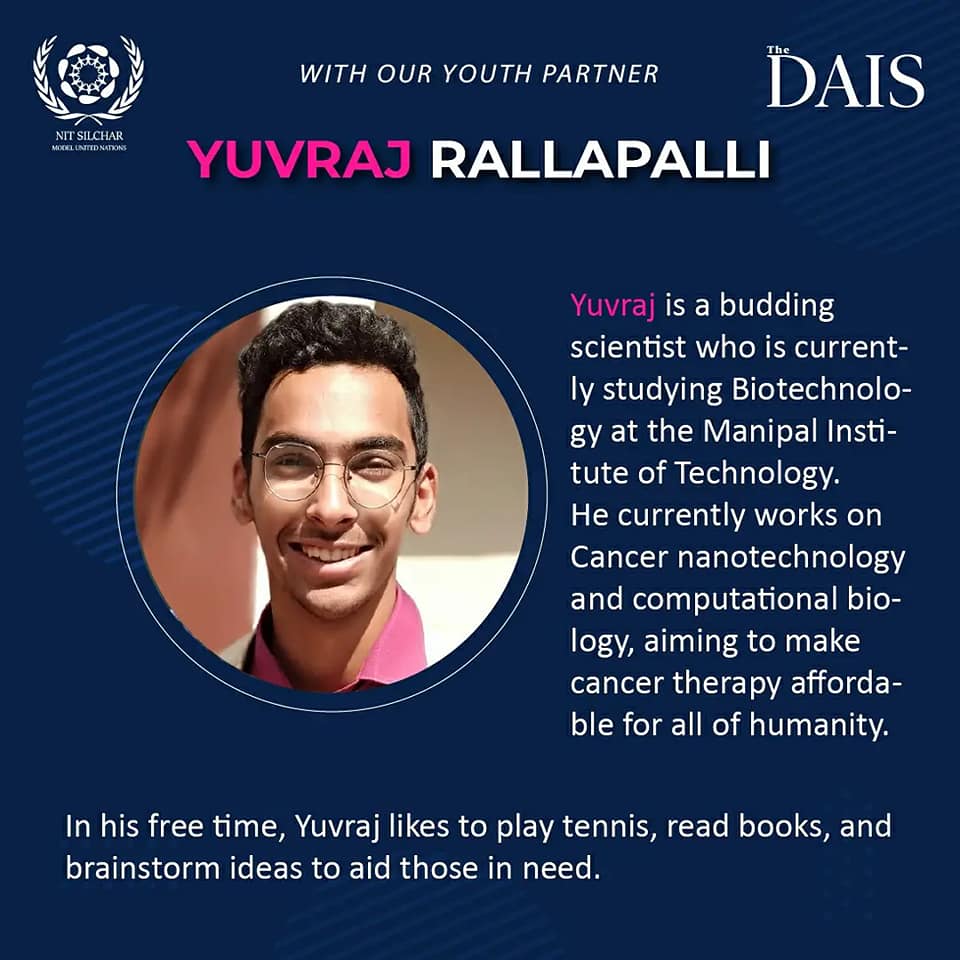 NIT SILCHAR
MODEL UNITED NATIONS
WITH OUR YOUTH PARTNER
The
DAIS
YUVRAJ RALLAPALLI
Yuvraj is a budding
scientist who is current-
ly studying Biotechnolo-
gy at the Manipal Insti-
tute of Technology.
He currently works on
Cancer nanotechnology
and computational bio-
logy, aiming to make
cancer therapy afforda-
ble for all of humanity.
In his free time, Yuvraj likes to play tennis, read books, and
brainstorm ideas to aid those in need.